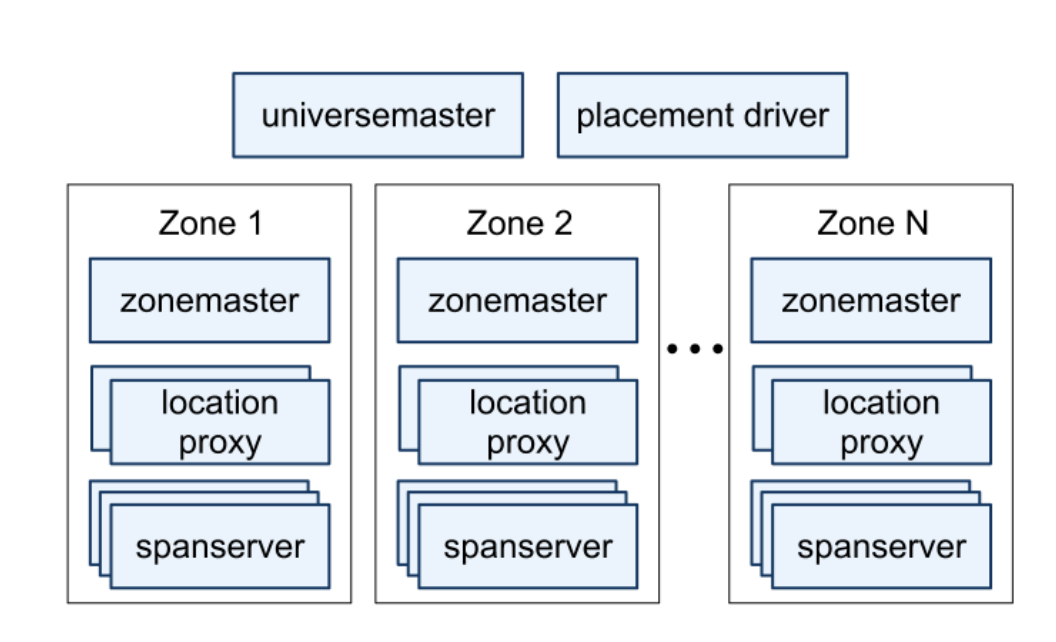 universemaster
placement driver
Zone 1
zonemaster
location
proxy
spanserver
Zone 2
zonemaster
location
proxy
spanserver
...
Zone N
zonemaster
location
proxy
spanserver